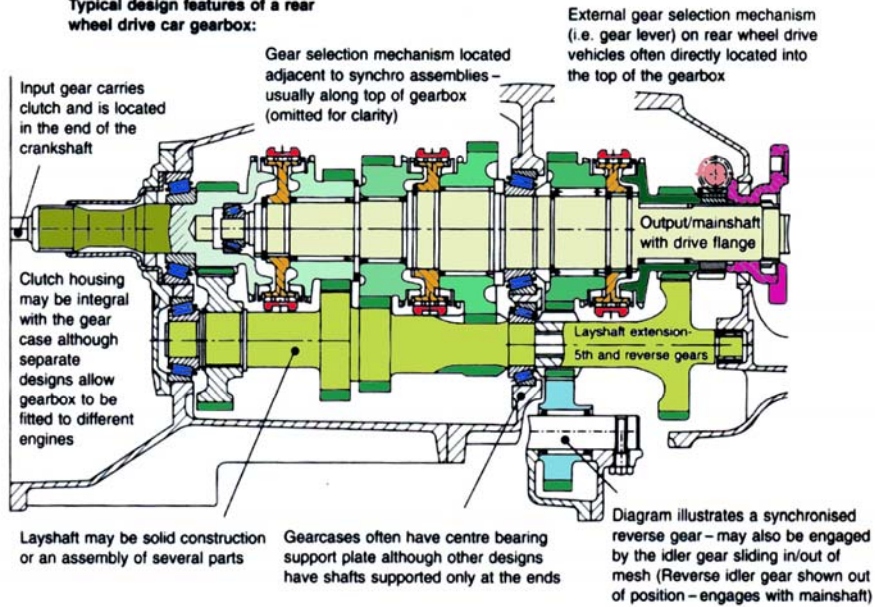 Typical design features of a rear
wheel drive car gearbox:
External gear selection mechanism
(i.e. gear lever) on rear wheel drive
vehicles often directly located into
the top of the gearbox
Gear selection mechanism located
adjacent to synchro assemblies –
usually along top of gearbox
(omitted for clarity)
Input gear carries
clutch and is located
in the end of the
crankshaft
Output/mainshaft
with drive flange
Clutch housing
may be integral
with the gear
case although
separate
designs allow
gearbox to be
fitted to different
engines
Layshaft extension-
5th and reverse gears
Layshaft may be solid construction
or an assembly of several parts
Gearcases often have centre bearing
support plate although other designs
have shafts supported only at the ends
Diagram illustrates a synchronised
reverse gear – may also be engaged
by the idler gear sliding in/out of
mesh (Reverse idler gear shown out
of position – engages with mainshaft)